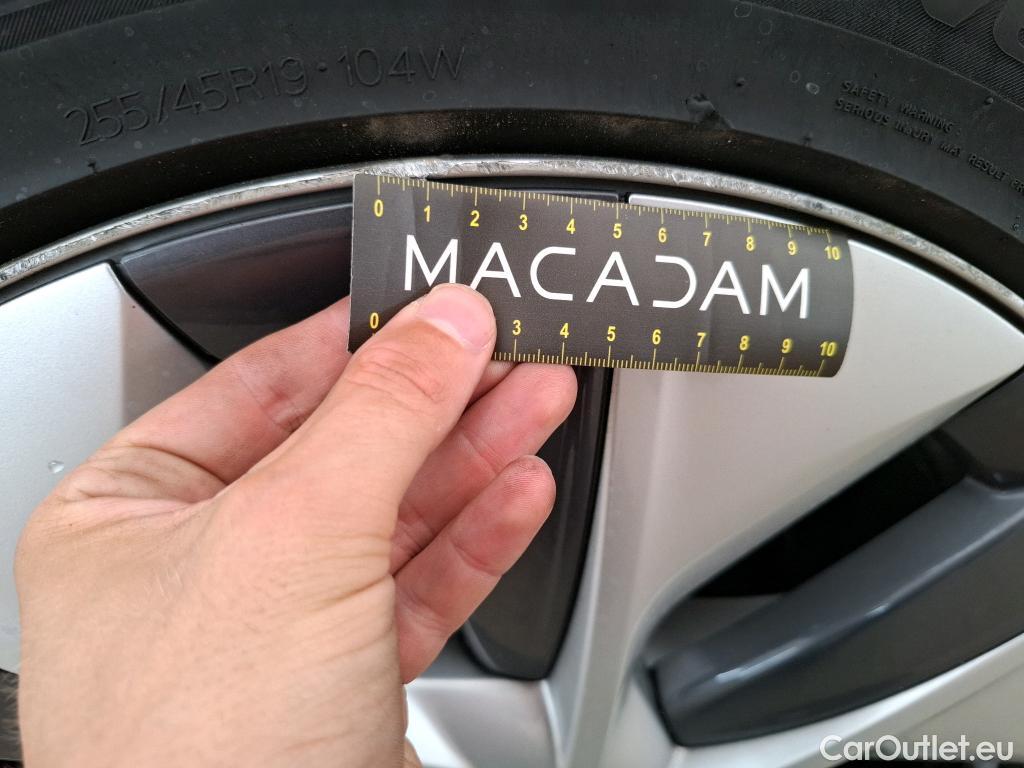 255/45R19 · 104W
SAFETY WARNING:
SERIOUS INJURY MAY RESULT
0 1 2 3 4 5 6 7 8 9 10
MACADAM
0 3 4 5 6 7 8 9 10
CarOutlet.eu